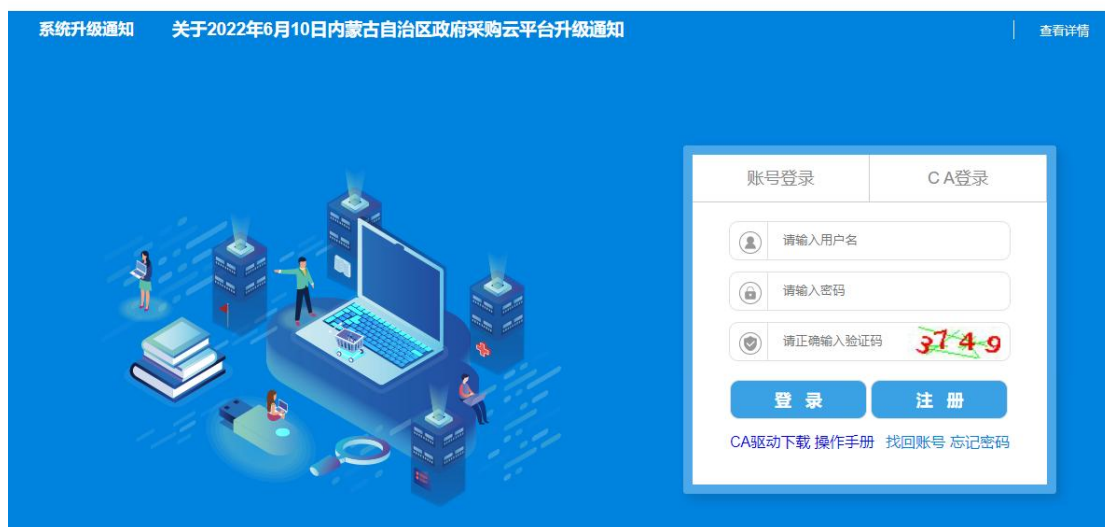 系统升级通知 关于2022年6月10日内蒙古自治区政府采购云平台升级通知 查看详情
账号登录 CA登录
请输入用户名
请输入密码
请正确输入验证码 3749
登 录 注 册
CA驱动下载 操作手册 找回账号 忘记密码